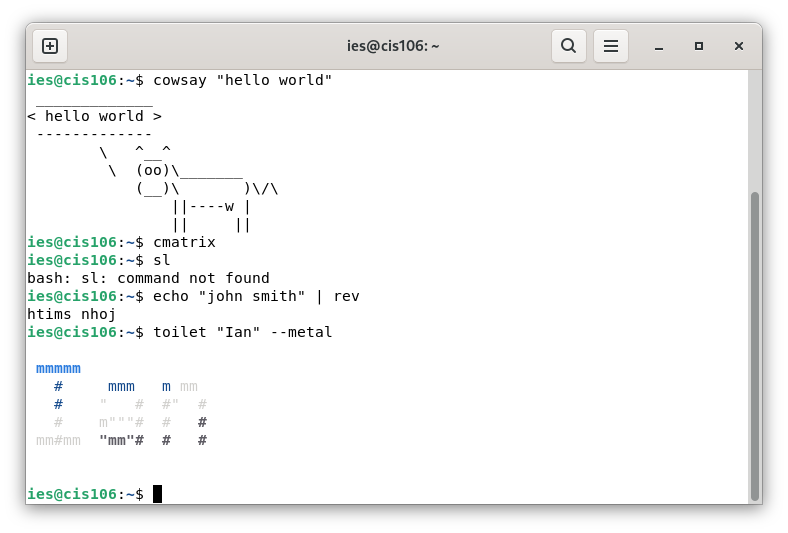 ies@cis106: ~
ies@cis106:~$ cowsay "hello world"
 _____________
< hello world >
 -------------
        \   ^__^
         \  (oo)\_______
            (__)\       )\/\
                ||----w |
                ||     ||
ies@cis106:~$ cmatrix
ies@cis106:~$ sl
bash: sl: command not found
ies@cis106:~$ echo "john smith" | rev
htims nhoj
ies@cis106:~$ toilet "Ian" --metal

 mmmmm
   #     mmm   m mm
   #    "   #  #"  #
   #    m"""#  #   #
 mm#mm  "mm"#  #   #


ies@cis106:~$